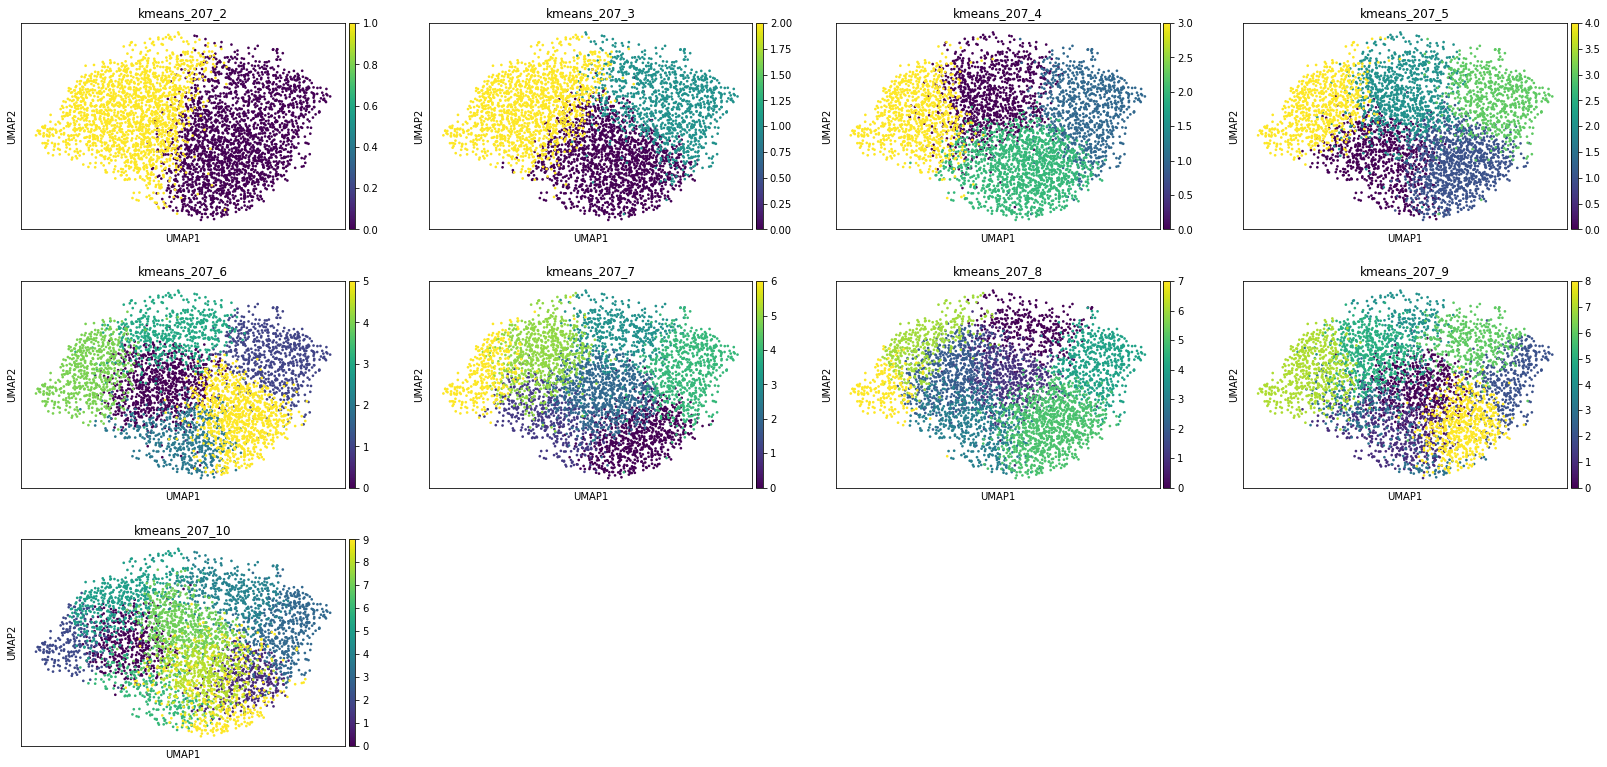 kmeans_207_2
1.0
0.8
0.6
0.4
0.2
0.0
UMAP2
UMAP1
kmeans_207_3
2.00
1.75
1.50
1.25
1.00
0.75
0.50
0.25
0.00
UMAP2
UMAP1
kmeans_207_4
3.0
2.5
2.0
1.5
1.0
0.5
0.0
UMAP2
UMAP1
kmeans_207_5
4.0
3.5
3.0
2.5
2.0
1.5
1.0
0.5
0.0
UMAP2
UMAP1
kmeans_207_6
5
4
3
2
1
0
UMAP2
UMAP1
kmeans_207_7
6
5
4
3
2
1
0
UMAP2
UMAP1
kmeans_207_8
7
6
5
4
3
2
1
0
UMAP2
UMAP1
kmeans_207_9
8
7
6
5
4
3
2
1
0
UMAP2
UMAP1
kmeans_207_10
9
8
7
6
5
4
3
2
1
0
UMAP2
UMAP1